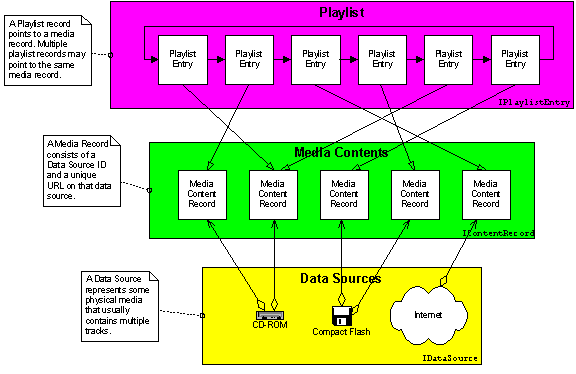 Playlist
A Playlist record
points to a media
record. Multiple
playlist records may
point to the same
media record.
Playlist
Entry
Playlist
Entry
Playlist
Entry
Playlist
Entry
Playlist
Entry
Playlist
Entry
IPlaylistEntry
A Media Record
consists of a
Data Source ID
and a unique
URL on that data
source.
Media Contents
Media
Content
Record
Media
Content
Record
Media
Content
Record
Media
Content
Record
Media
Content
Record
IContentRecord
A Data Source
represents some
physical media
that usually
contains multiple
tracks.
Data Sources
CD-ROM
Compact Flash
Internet
IDataSource